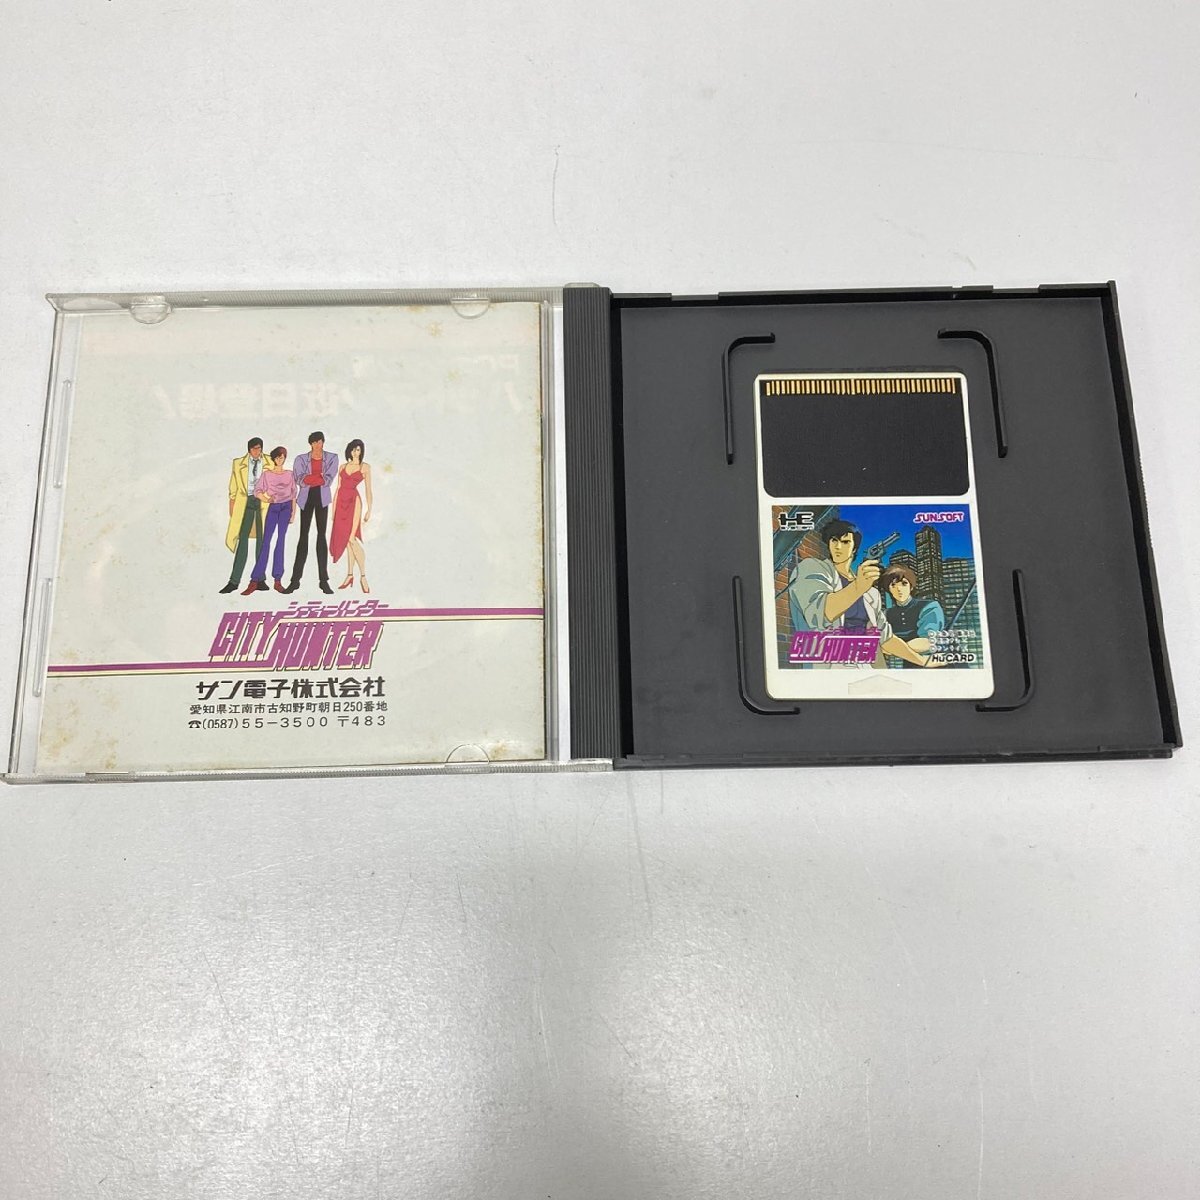 シティーハンター
CITY HUNTER
サン電子株式会社
愛知県江南市古知野町朝日250番地
☎(0587)55-3500 〒483
HE
SUNSOFT
CITY HUNTER
HuCARD